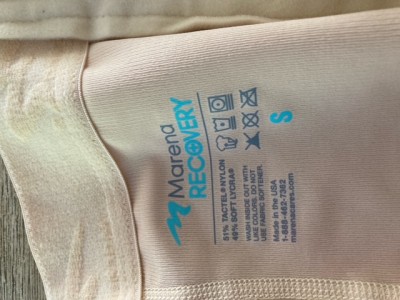 Marena
RECOVERY
51% TACTEL® NYLON
49% SOFT LYCRA®
S
WASH INSIDE OUT WITH
LIKE COLORS. DO NOT
USE FABRIC SOFTENER.
Made in the USA
1-888-462-7362
marenacares.com